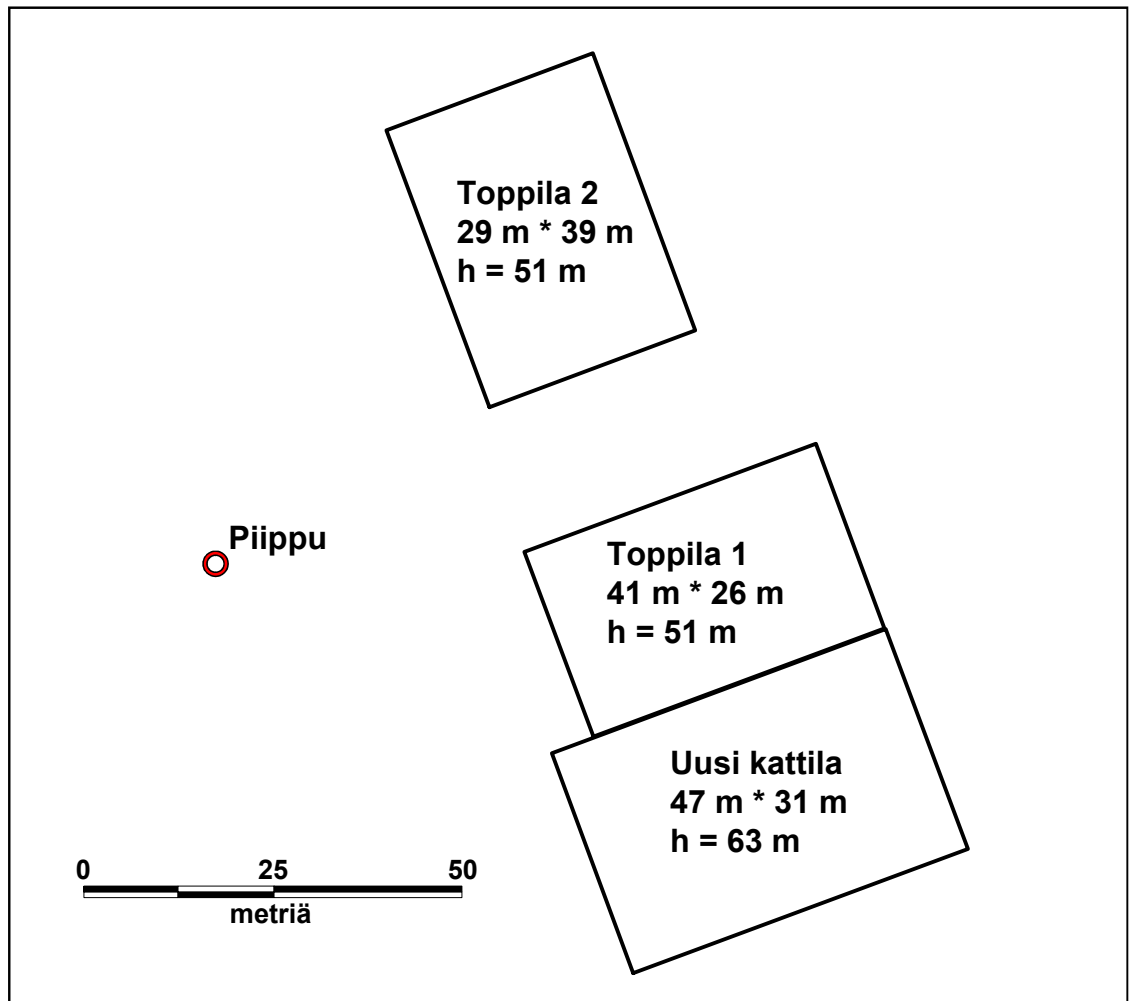 Toppila 2
29 m * 39 m
h = 51 m
Piippu
Toppila 1
41 m * 26 m
h = 51 m
Uusi kattila
47 m * 31 m
h = 63 m
0 25 50
metriä